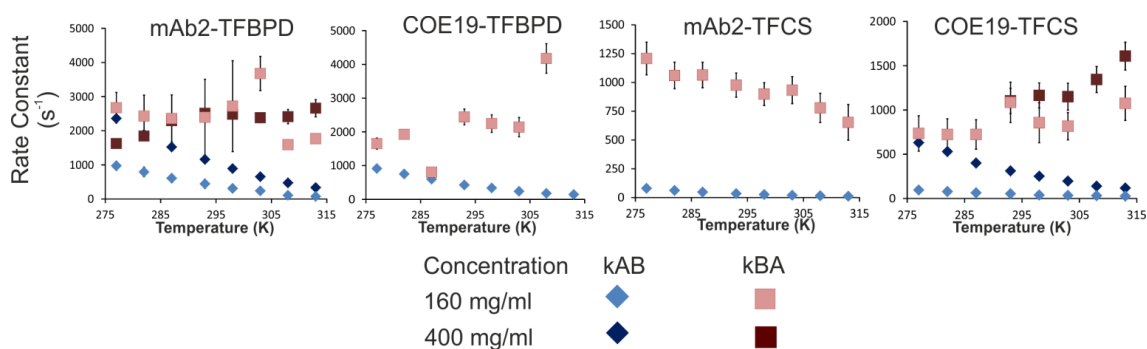 mAb2-TFBPD COE19-TFBPD mAb2-TFCS COE19-TFCS
Rate Constant
(s⁻¹)
5000
4000
3000
2000
1000
0
275 285 295 305 315
Temperature (K)
5000
4000
3000
2000
1000
0
275 285 295 305 315
Temperature (K)
1500
1250
1000
750
500
250
0
275 285 295 305 315
Temperature (K)
2000
1500
1000
500
0
275 285 295 305 315
Temperature (K)
Concentration kAB kBA
160 mg/ml
400 mg/ml